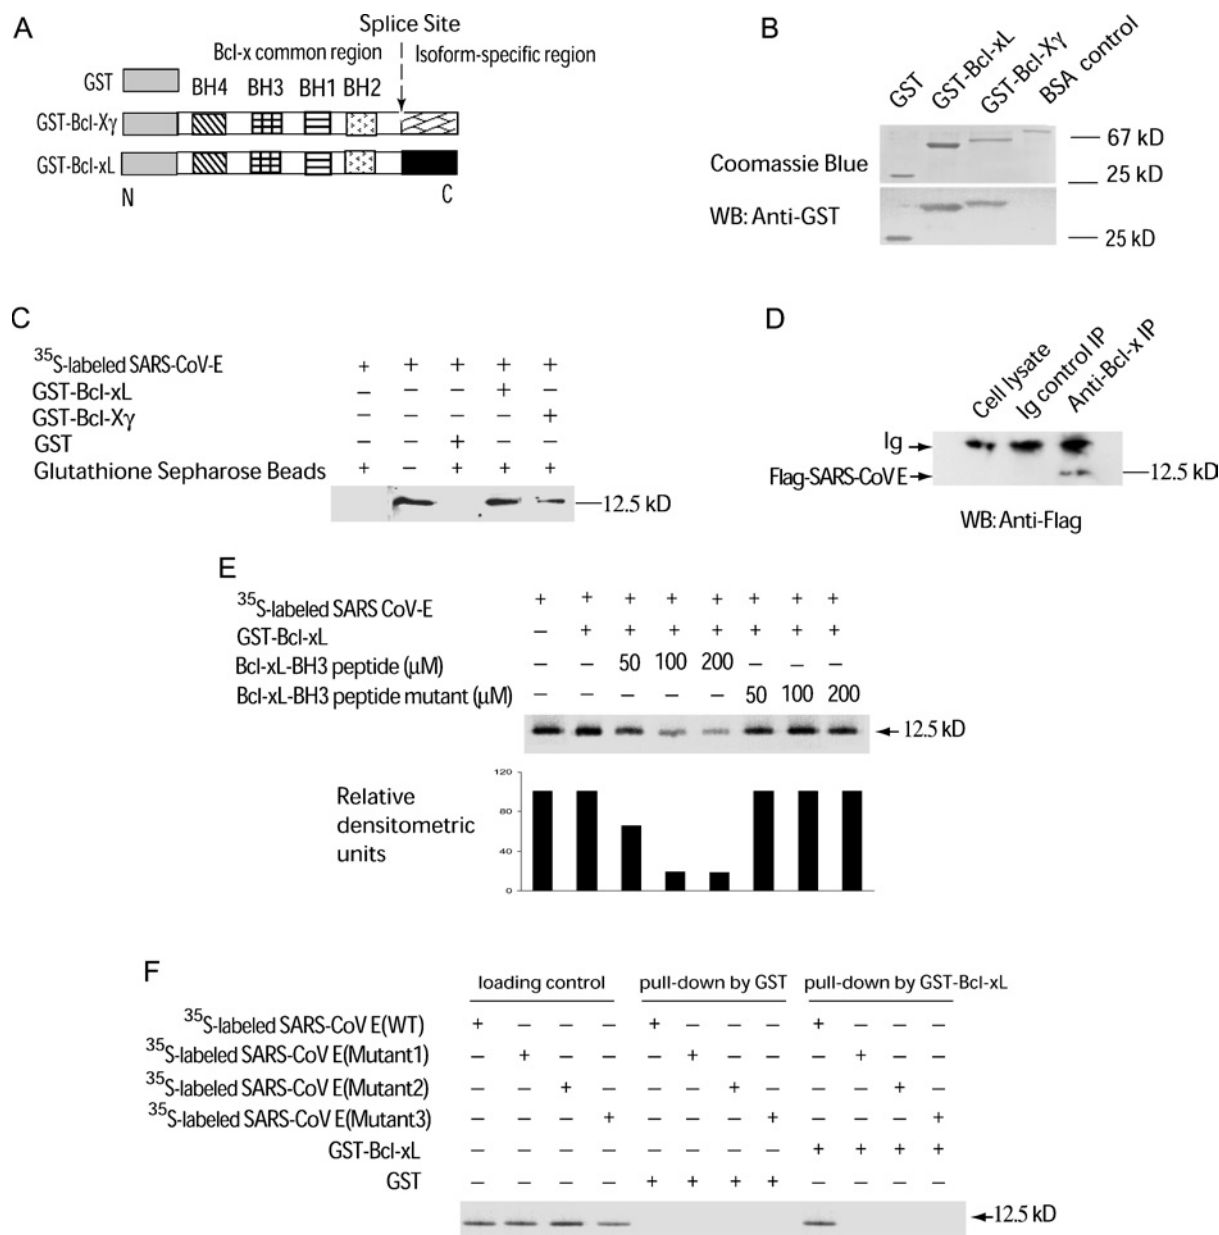 A
Splice Site
Bcl-x common region
Isoform-specific region
GST
BH4 BH3 BH1 BH2
GST-Bcl-Xγ
GST-Bcl-xL
N C
B
GST GST-Bcl-xL GST-Bcl-Xγ BSA control
Coomassie Blue
67 kD
25 kD
WB: Anti-GST
25 kD
C
35S-labeled SARS-CoV-E + + + + +
GST-Bcl-xL − − − + −
GST-Bcl-Xγ − − − − +
GST − − + − −
Glutathione Sepharose Beads + − + + +
12.5 kD
D
Cell lysate Ig control IP Anti-Bcl-x IP
Ig
Flag-SARS-CoV E
12.5 kD
WB: Anti-Flag
E
35S-labeled SARS CoV-E + + + + + + + +
GST-Bcl-xL − + + + + + + +
Bcl-xL-BH3 peptide (μM) − − 50 100 200 − − −
Bcl-xL-BH3 peptide mutant (μM) − − − − − 50 100 200
12.5 kD
Relative densitometric units
120
80
40
0
F
loading control pull-down by GST pull-down by GST-Bcl-xL
35S-labeled SARS-CoV E(WT) + − − − + − − − + − − −
35S-labeled SARS-CoV E(Mutant1) − + − − − + − − − + − −
35S-labeled SARS-CoV E(Mutant2) − − + − − − + − − − + −
35S-labeled SARS-CoV E(Mutant3) − − − + − − − + − − − +
GST-Bcl-xL − − − − − − − − + + + +
GST − − − − + + + + − − − −
12.5 kD